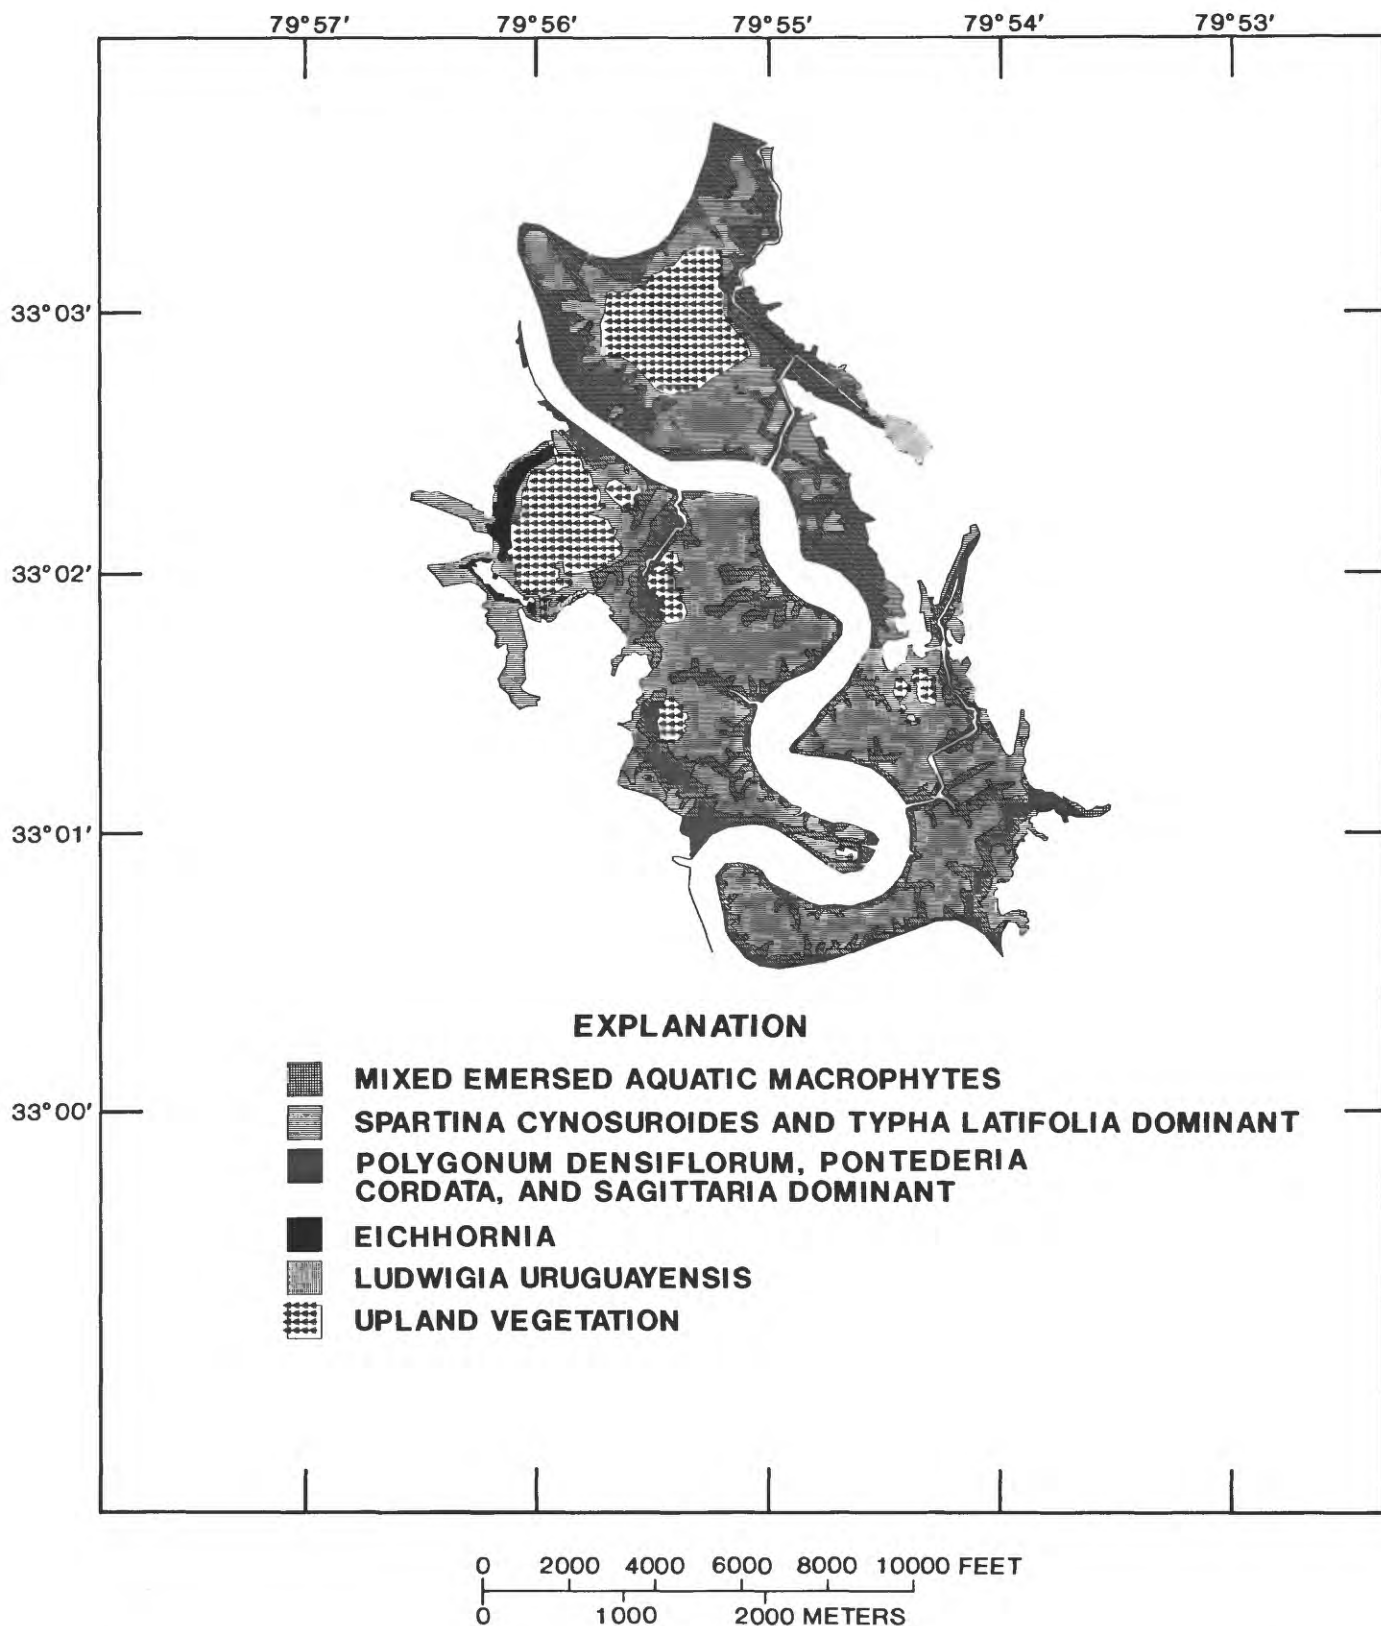 79°57′ 79°56′ 79°55′ 79°54′ 79°53′
33°03′
33°02′
33°01′
33°00′
EXPLANATION
MIXED EMERSED AQUATIC MACROPHYTES
SPARTINA CYNOSUROIDES AND TYPHA LATIFOLIA DOMINANT
POLYGONUM DENSIFLORUM, PONTEDERIA
CORDATA, AND SAGITTARIA DOMINANT
EICHHORNIA
LUDWIGIA URUGUAYENSIS
UPLAND VEGETATION
0 2000 4000 6000 8000 10000 FEET
0 1000 2000 METERS